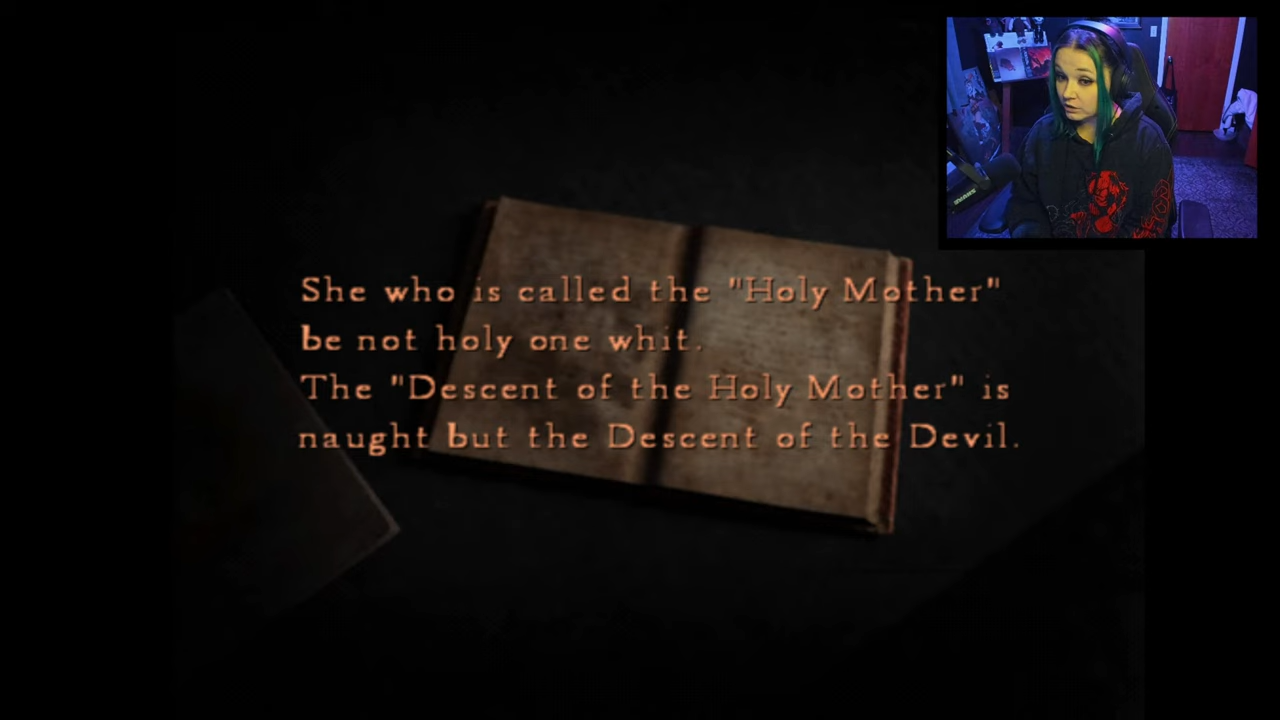 She who is called the "Holy Mother"
be not holy one whit.
The "Descent of the Holy Mother" is
naught but the Descent of the Devil.